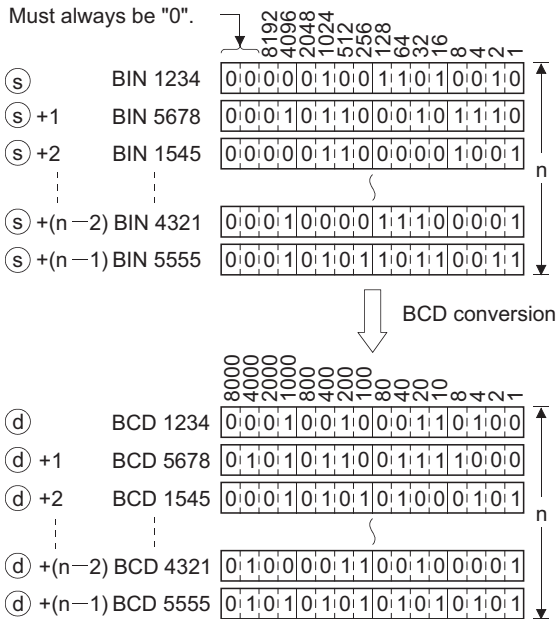 Must always be "0".
8192 4096 2048 1024 512 256 128 64 32 16 8 4 2 1
s BIN 1234 0 0 0 0 0 1 0 0 1 1 0 1 0 0 1 0
s +1 BIN 5678 0 0 0 1 0 1 1 0 0 0 1 0 1 1 1 0
s +2 BIN 1545 0 0 0 0 0 1 1 0 0 0 0 0 1 0 0 1
n
s +(n−2) BIN 4321 0 0 0 1 0 0 0 0 1 1 1 0 0 0 0 1
s +(n−1) BIN 5555 0 0 0 1 0 1 0 1 1 0 1 1 0 0 1 1
BCD conversion
8000 4000 2000 1000 800 400 200 100 80 40 20 10 8 4 2 1
d BCD 1234 0 0 0 1 0 0 1 0 0 0 1 1 0 1 0 0
d +1 BCD 5678 0 1 0 1 0 1 1 0 0 1 1 1 1 0 0 0
d +2 BCD 1545 0 0 0 1 0 1 0 1 0 1 0 0 0 1 0 1
n
d +(n−2) BCD 4321 0 1 0 0 0 0 1 1 0 0 1 0 0 0 0 1
d +(n−1) BCD 5555 0 1 0 1 0 1 0 1 0 1 0 1 0 1 0 1